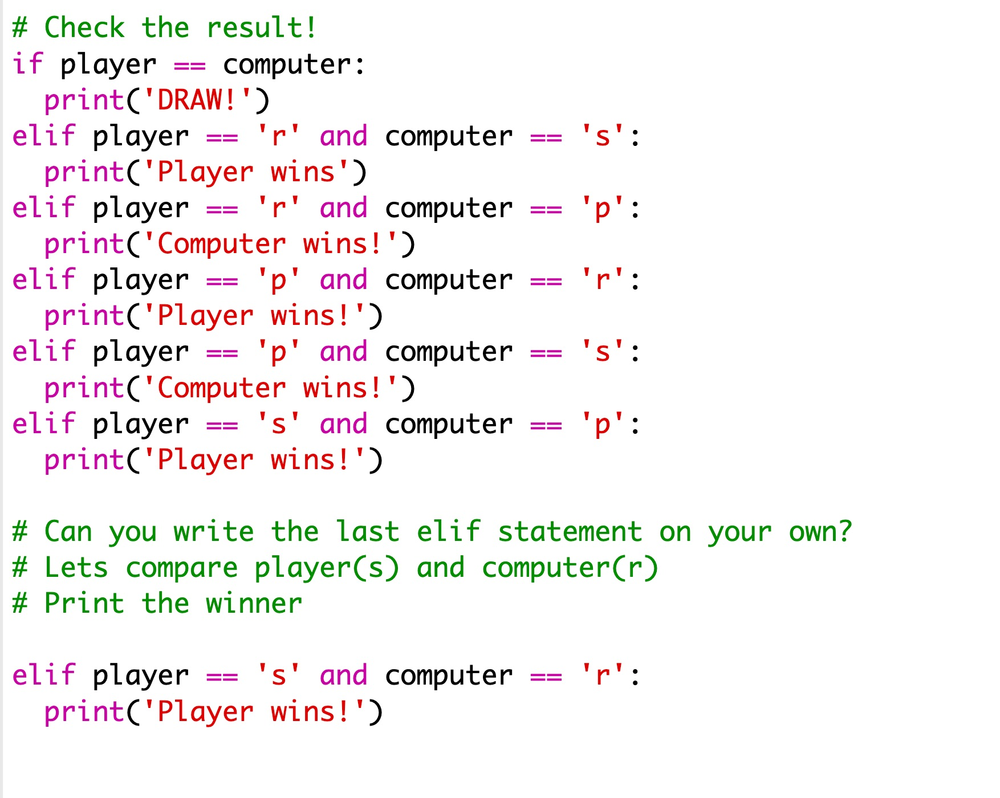 # Check the result!
if player == computer:
  print('DRAW!')
elif player == 'r' and computer == 's':
  print('Player wins')
elif player == 'r' and computer == 'p':
  print('Computer wins!')
elif player == 'p' and computer == 'r':
  print('Player wins!')
elif player == 'p' and computer == 's':
  print('Computer wins!')
elif player == 's' and computer == 'p':
  print('Player wins!')

# Can you write the last elif statement on your own?
# Lets compare player(s) and computer(r)
# Print the winner

elif player == 's' and computer == 'r':
  print('Player wins!')